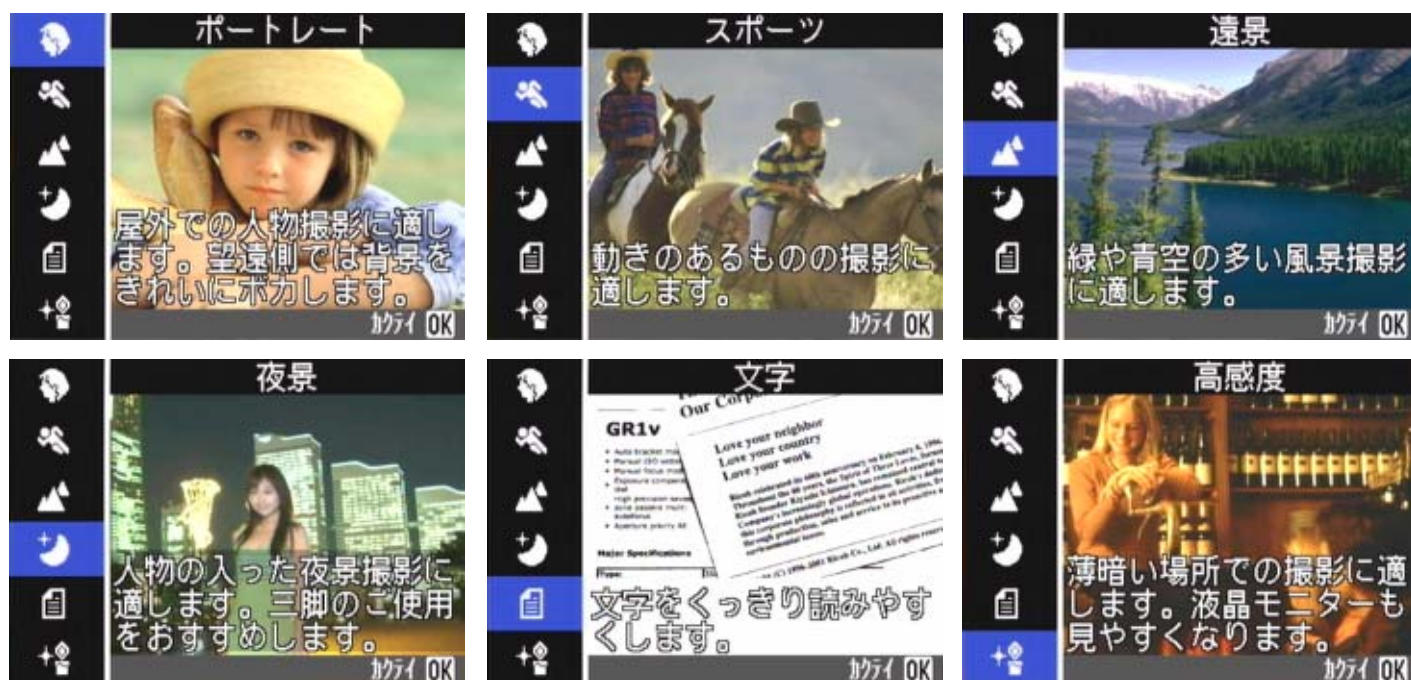 ポートレート
屋外での人物撮影に適し
ます。望遠側では背景を
きれいにボカします。
ｶｸﾃｲ OK
スポーツ
動きのあるものの撮影に
適します。
ｶｸﾃｲ OK
遠景
緑や青空の多い風景撮影
に適します。
ｶｸﾃｲ OK
夜景
人物の入った夜景撮影に
適します。三脚のご使用
をおすすめします。
ｶｸﾃｲ OK
文字
Our
GR1v
Love your neighbor
Love your country
Love your work
Major Specifications
文字をくっきり読みやす
くします。
ｶｸﾃｲ OK
高感度
薄暗い場所での撮影に適
します。液晶モニターも
見やすくなります。
ｶｸﾃｲ OK